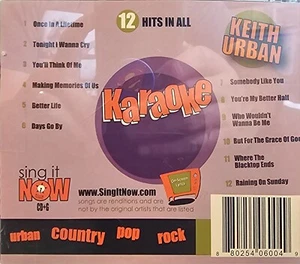 12 HITS IN ALL
KEITH
URBAN
1 Once In A Lifetime
2 Tonight I Wanna Cry
3 You'll Think Of Me
4 Making Memories Of Us
5 Better Life
6 Days Go By
7 Somebody Like You
8 You're My Better Half
9 Who Wouldn't
Wanna Be Me
10 But For The Grace Of God
11 Where The
Blacktop Ends
12 Raining On Sunday
Karaoke
sing it
NOW
CD+G
www.SingItNow.com
songs are renditions and are
not by the original artists that are listed
urban country pop rock
8 80254 06004 9